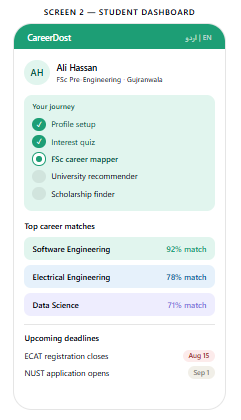 SCREEN 2 — STUDENT DASHBOARD
CareerDost
اردو | EN
AH
Ali Hassan
FSc Pre-Engineering · Gujranwala
Your journey
✓ Profile setup
✓ Interest quiz
FSc career mapper
University recommender
Scholarship finder
Top career matches
Software Engineering 92% match
Electrical Engineering 78% match
Data Science 71% match
Upcoming deadlines
ECAT registration closes Aug 15
NUST application opens Sep 1